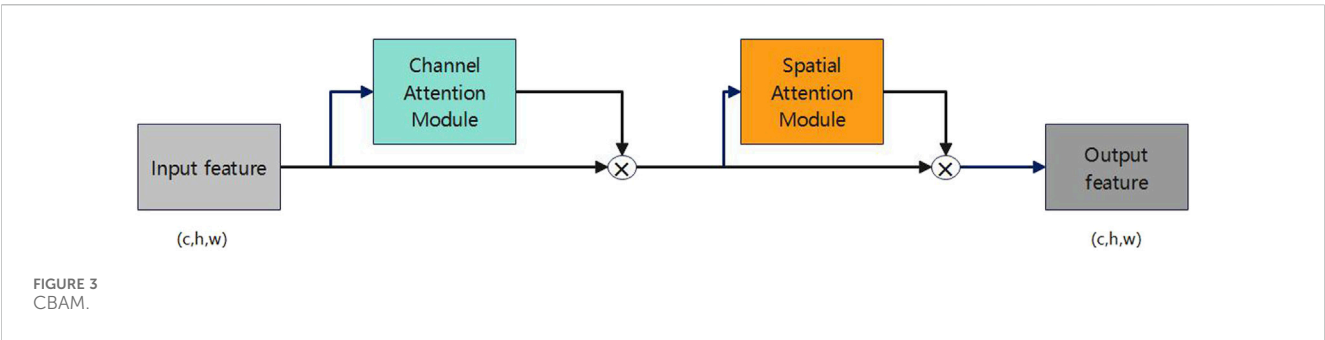 Channel
Attention
Module
Spatial
Attention
Module
Input feature
Output
feature
(c,h,w)
(c,h,w)
FIGURE 3
CBAM.